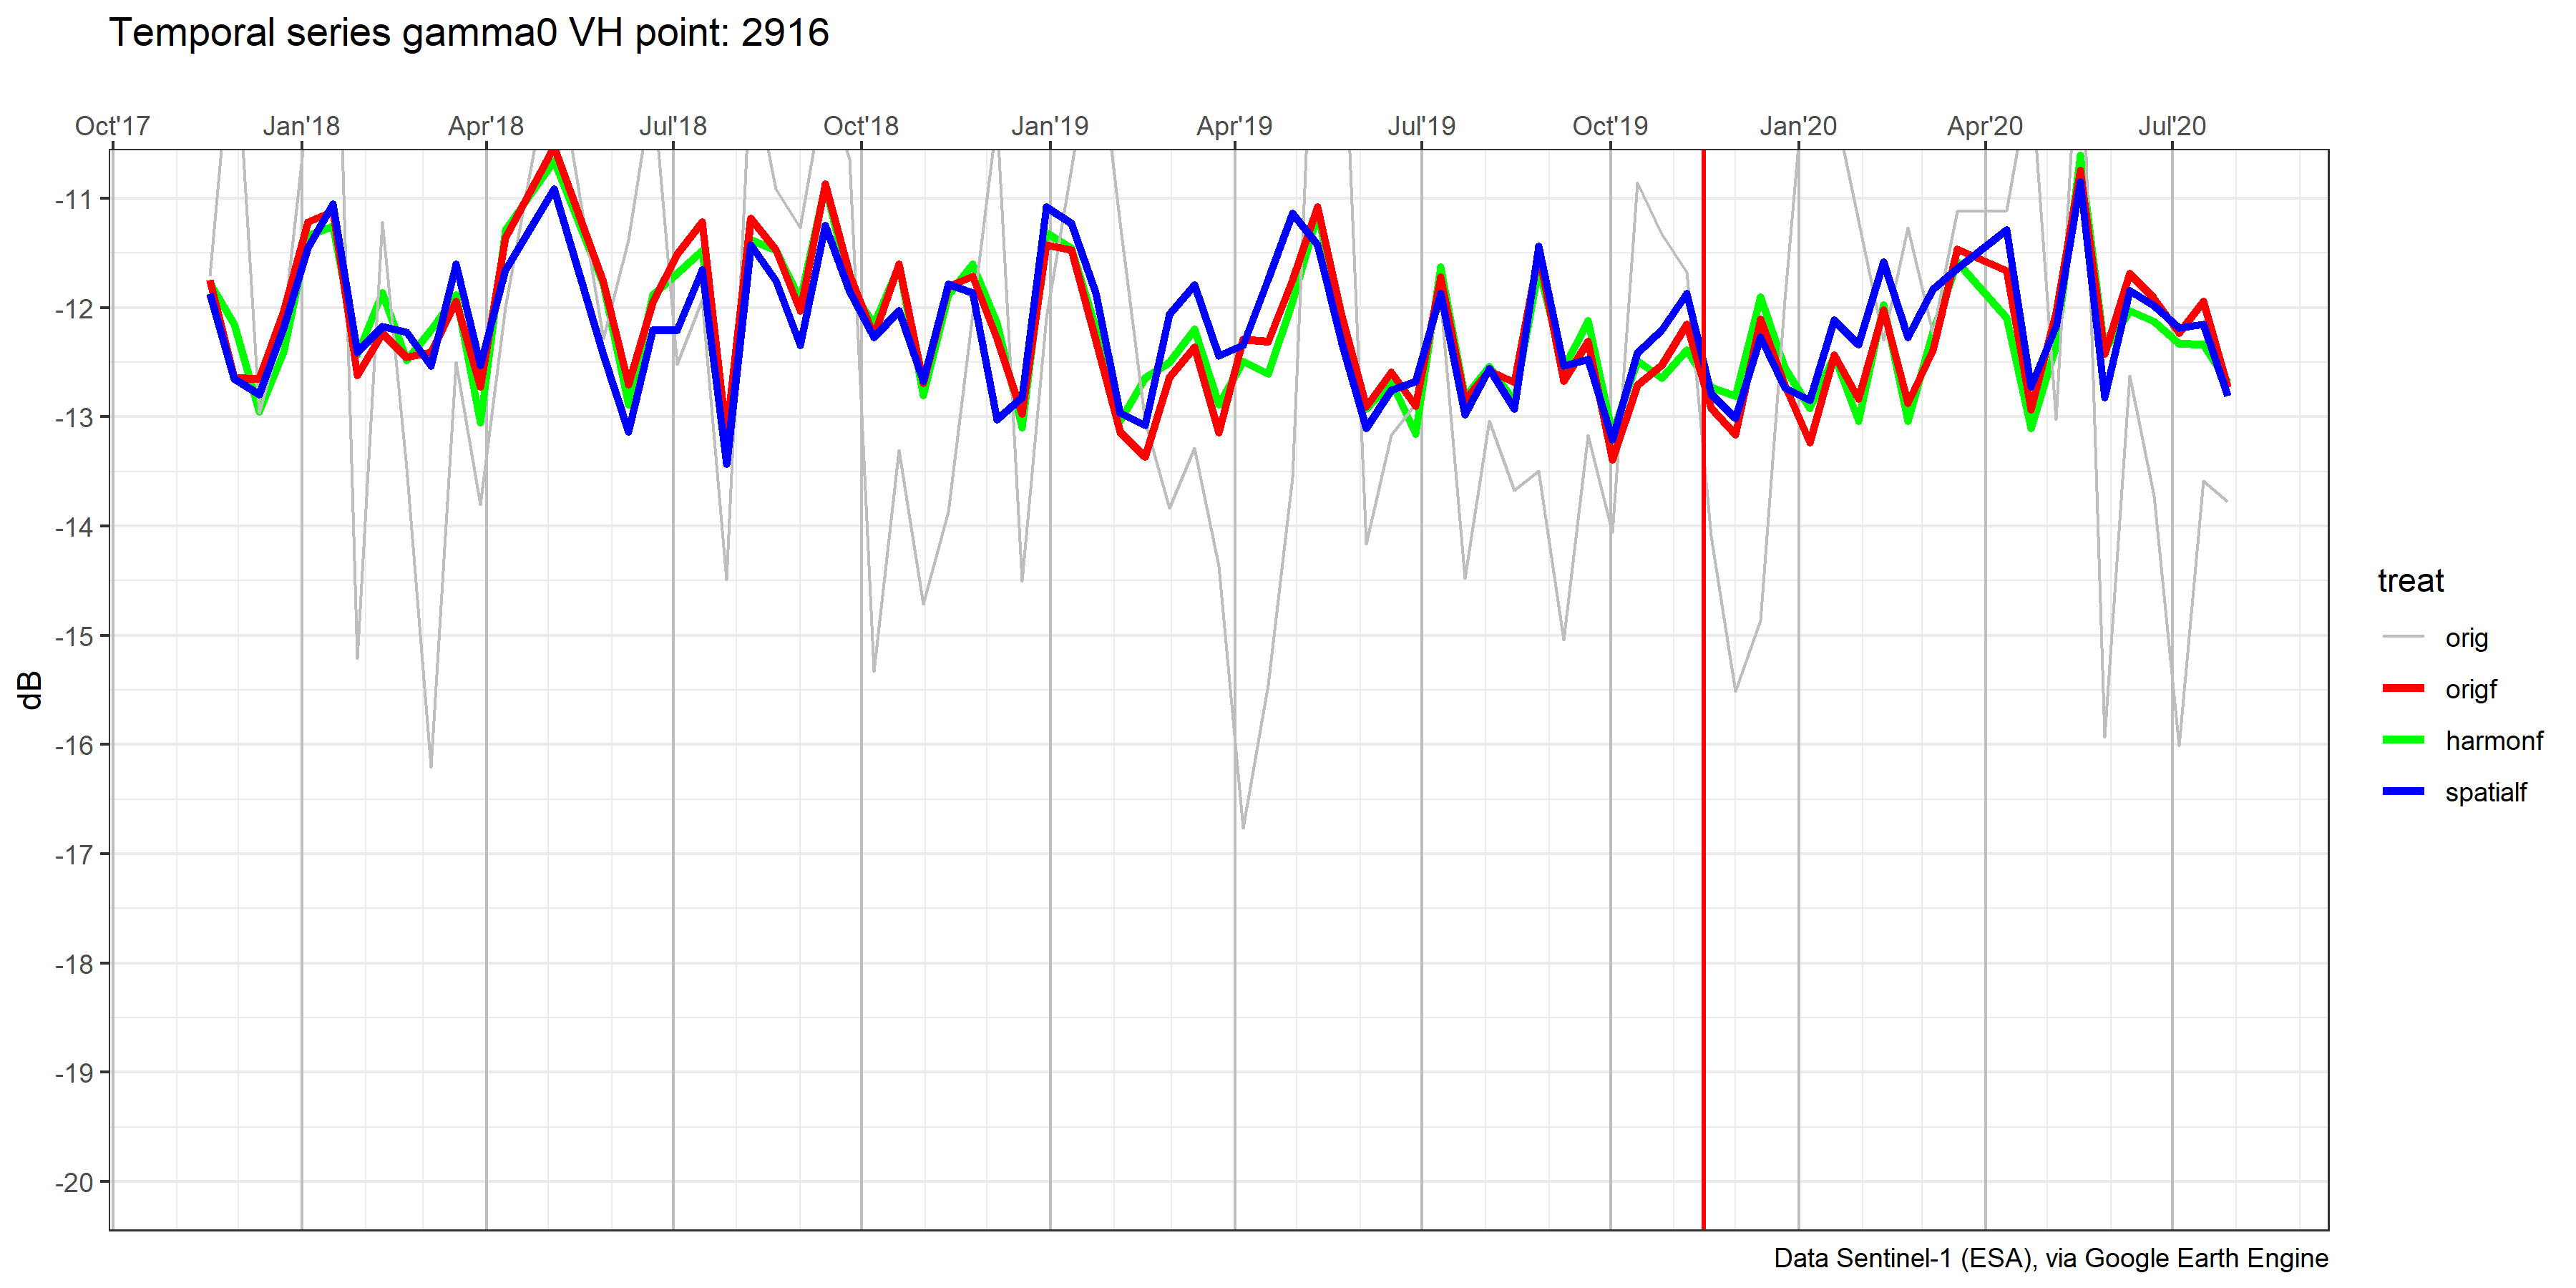 Temporal series gamma0 VH point: 2916
Oct'17 Jan'18 Apr'18 Jul'18 Oct'18 Jan'19 Apr'19 Jul'19 Oct'19 Jan'20 Apr'20 Jul'20
-11
-12
-13
-14
-15
-16
-17
-18
-19
-20
dB
treat
orig
origf
harmonf
spatialf
Data Sentinel-1 (ESA), via Google Earth Engine